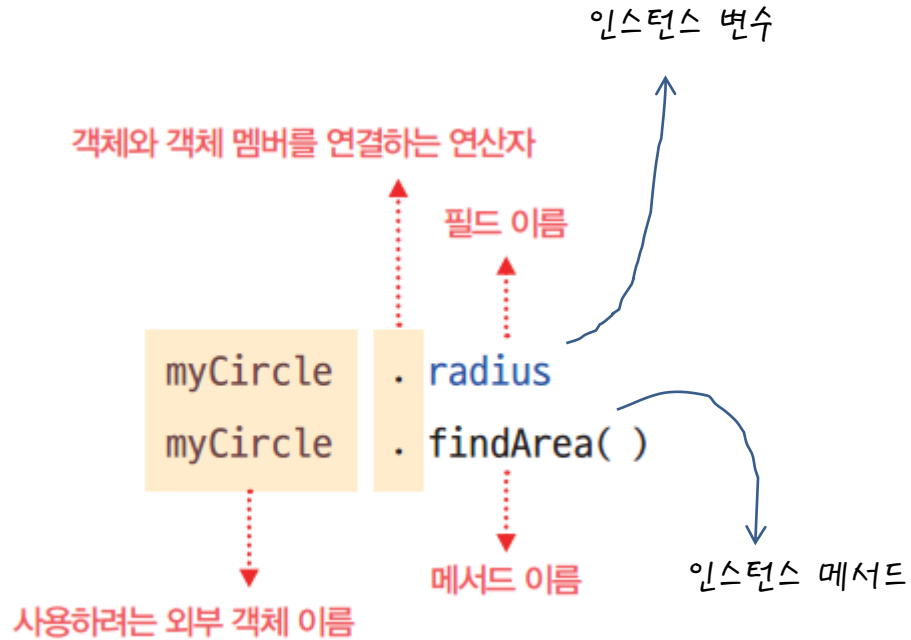 인스턴스 변수
객체와 객체 멤버를 연결하는 연산자
필드 이름
myCircle . radius
myCircle . findArea( )
메서드 이름
인스턴스 메서드
사용하려는 외부 객체 이름